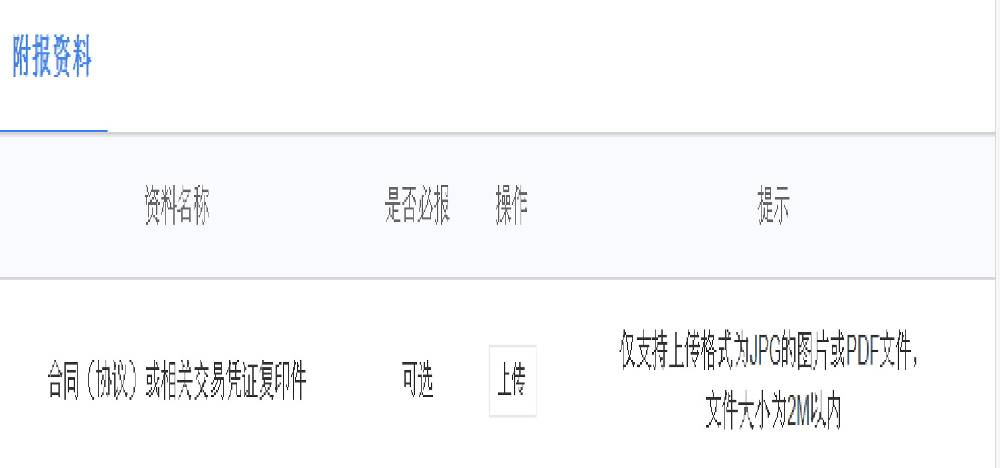 附报资料
资料名称 是否必报 操作 提示
合同（协议）或相关交易凭证复印件 可选 上传 仅支持上传格式为JPG的图片或PDF文件，
文件大小为2M以内